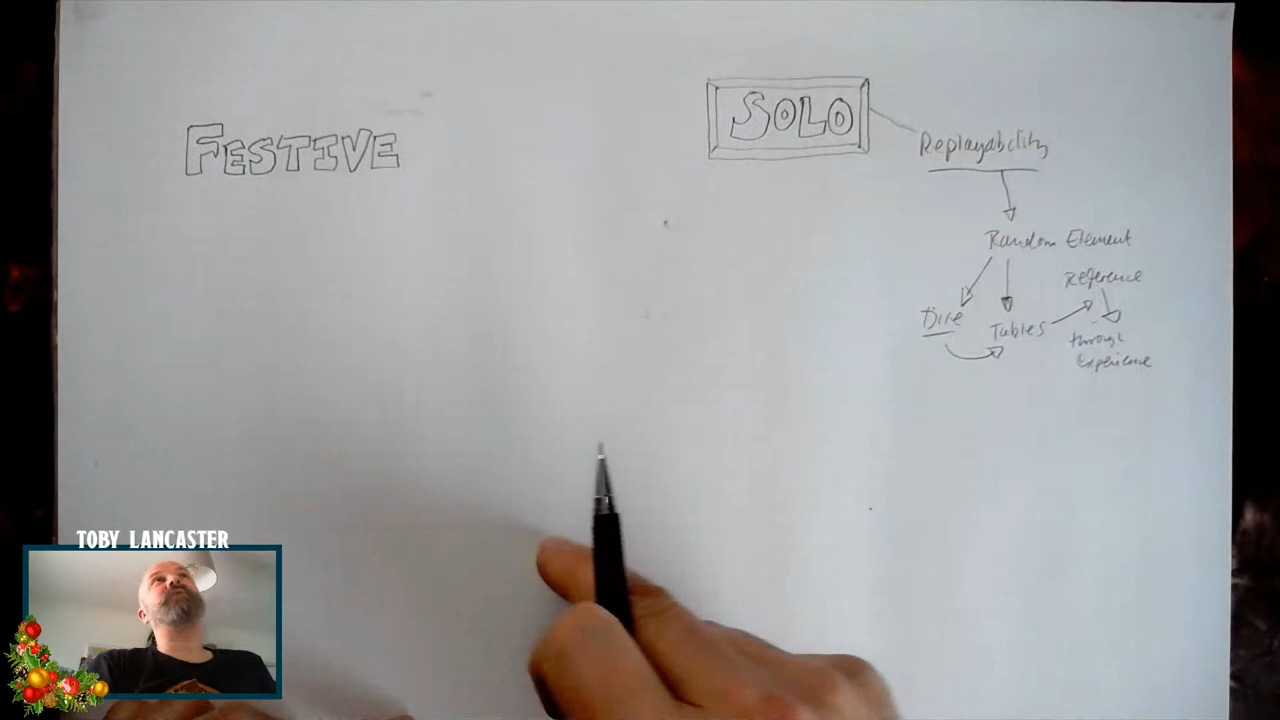 FESTIVE
SOLO
Replayability
Random Element
Reference
Dice
Tables
through
Experience
TOBY LANCASTER